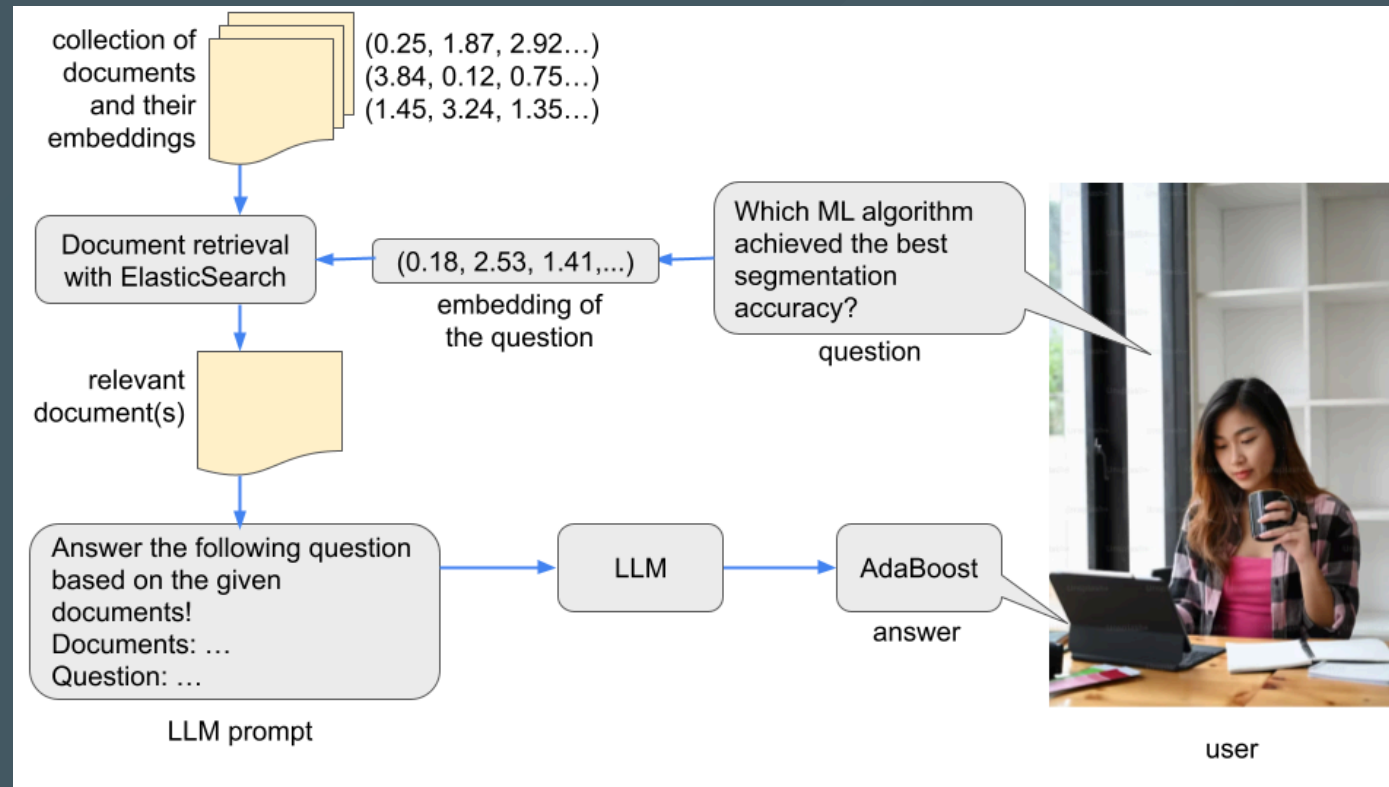 collection of
documents
and their
embeddings
(0.25, 1.87, 2.92…)
(3.84, 0.12, 0.75…)
(1.45, 3.24, 1.35…)
Document retrieval
with ElasticSearch
(0.18, 2.53, 1.41,...)
embedding of
the question
Which ML algorithm
achieved the best
segmentation
accuracy?
question
relevant
document(s)
Answer the following question
based on the given
documents!
Documents: …
Question: …
LLM prompt
LLM
AdaBoost
answer
user